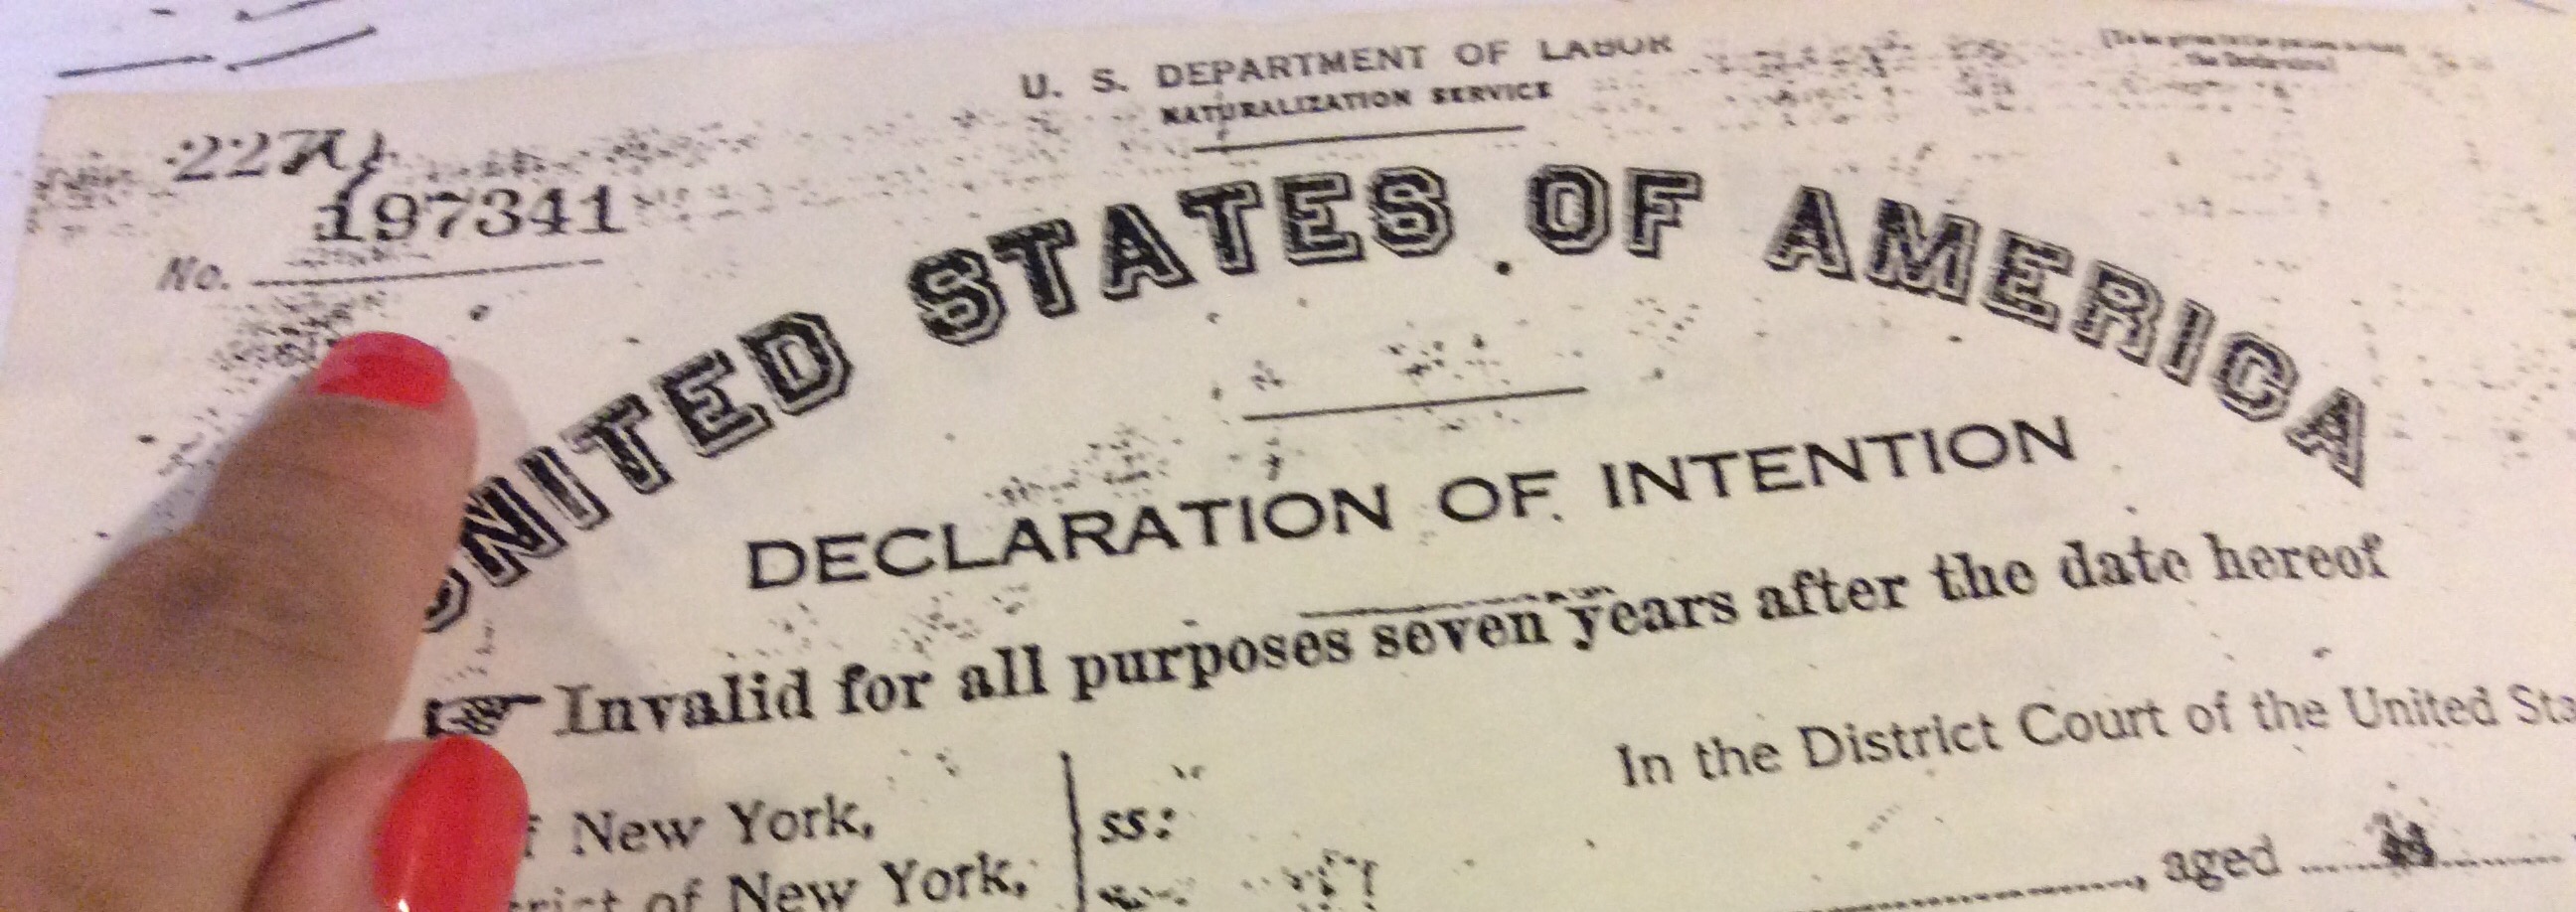 U. S. DEPARTMENT OF LABOR
NATURALIZATION SERVICE
197341
No.
UNITED STATES OF AMERICA
DECLARATION OF INTENTION
☞ Invalid for all purposes seven years after the date hereof
In the District Court of the United
New York,
ss:
of New York,
aged